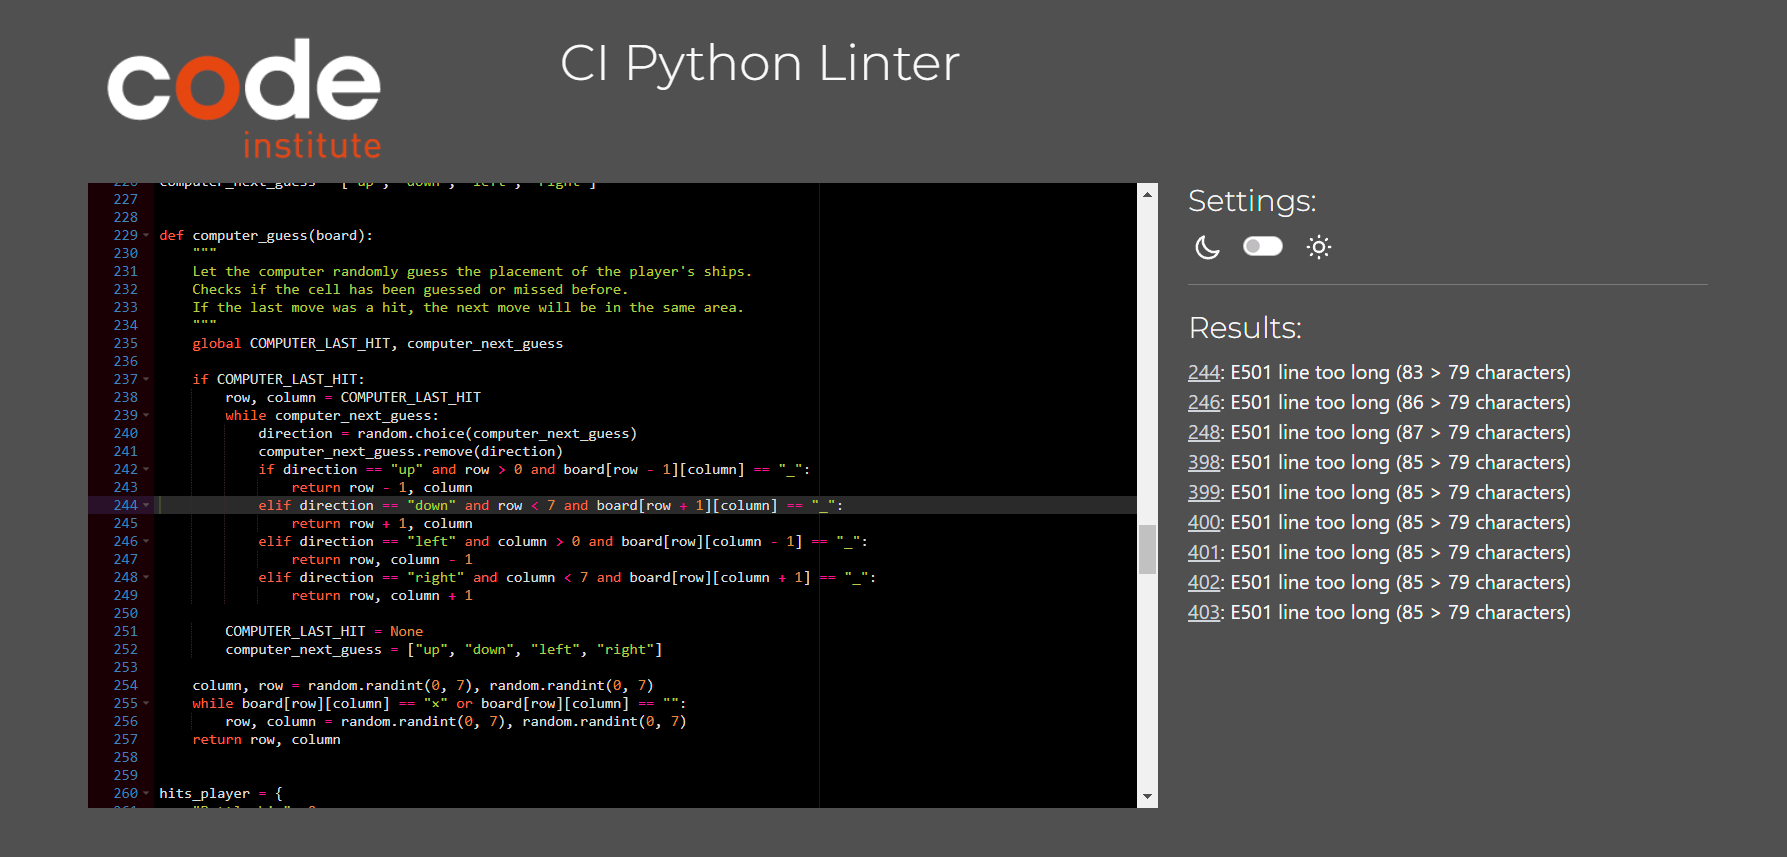 code
institute
CI Python Linter
226 computer_next_guess = ["up", "down", "left", "right"]
227
228
229 def computer_guess(board):
230 """
231 Let the computer randomly guess the placement of the player's ships.
232 Checks if the cell has been guessed or missed before.
233 If the last move was a hit, the next move will be in the same area.
234 """
235 global COMPUTER_LAST_HIT, computer_next_guess
236
237 if COMPUTER_LAST_HIT:
238 row, column = COMPUTER_LAST_HIT
239 while computer_next_guess:
240 direction = random.choice(computer_next_guess)
241 computer_next_guess.remove(direction)
242 if direction == "up" and row > 0 and board[row - 1][column] == "_":
243 return row - 1, column
244 elif direction == "down" and row < 7 and board[row + 1][column] == "_":
245 return row + 1, column
246 elif direction == "left" and column > 0 and board[row][column - 1] == "_":
247 return row, column - 1
248 elif direction == "right" and column < 7 and board[row][column + 1] == "_":
249 return row, column + 1
250
251 COMPUTER_LAST_HIT = None
252 computer_next_guess = ["up", "down", "left", "right"]
253
254 column, row = random.randint(0, 7), random.randint(0, 7)
255 while board[row][column] == "x" or board[row][column] == "":
256 row, column = random.randint(0, 7), random.randint(0, 7)
257 return row, column
258
259
260 hits_player = {
Settings:
Results:
244: E501 line too long (83 > 79 characters)
246: E501 line too long (86 > 79 characters)
248: E501 line too long (87 > 79 characters)
398: E501 line too long (85 > 79 characters)
399: E501 line too long (85 > 79 characters)
400: E501 line too long (85 > 79 characters)
401: E501 line too long (85 > 79 characters)
402: E501 line too long (85 > 79 characters)
403: E501 line too long (85 > 79 characters)